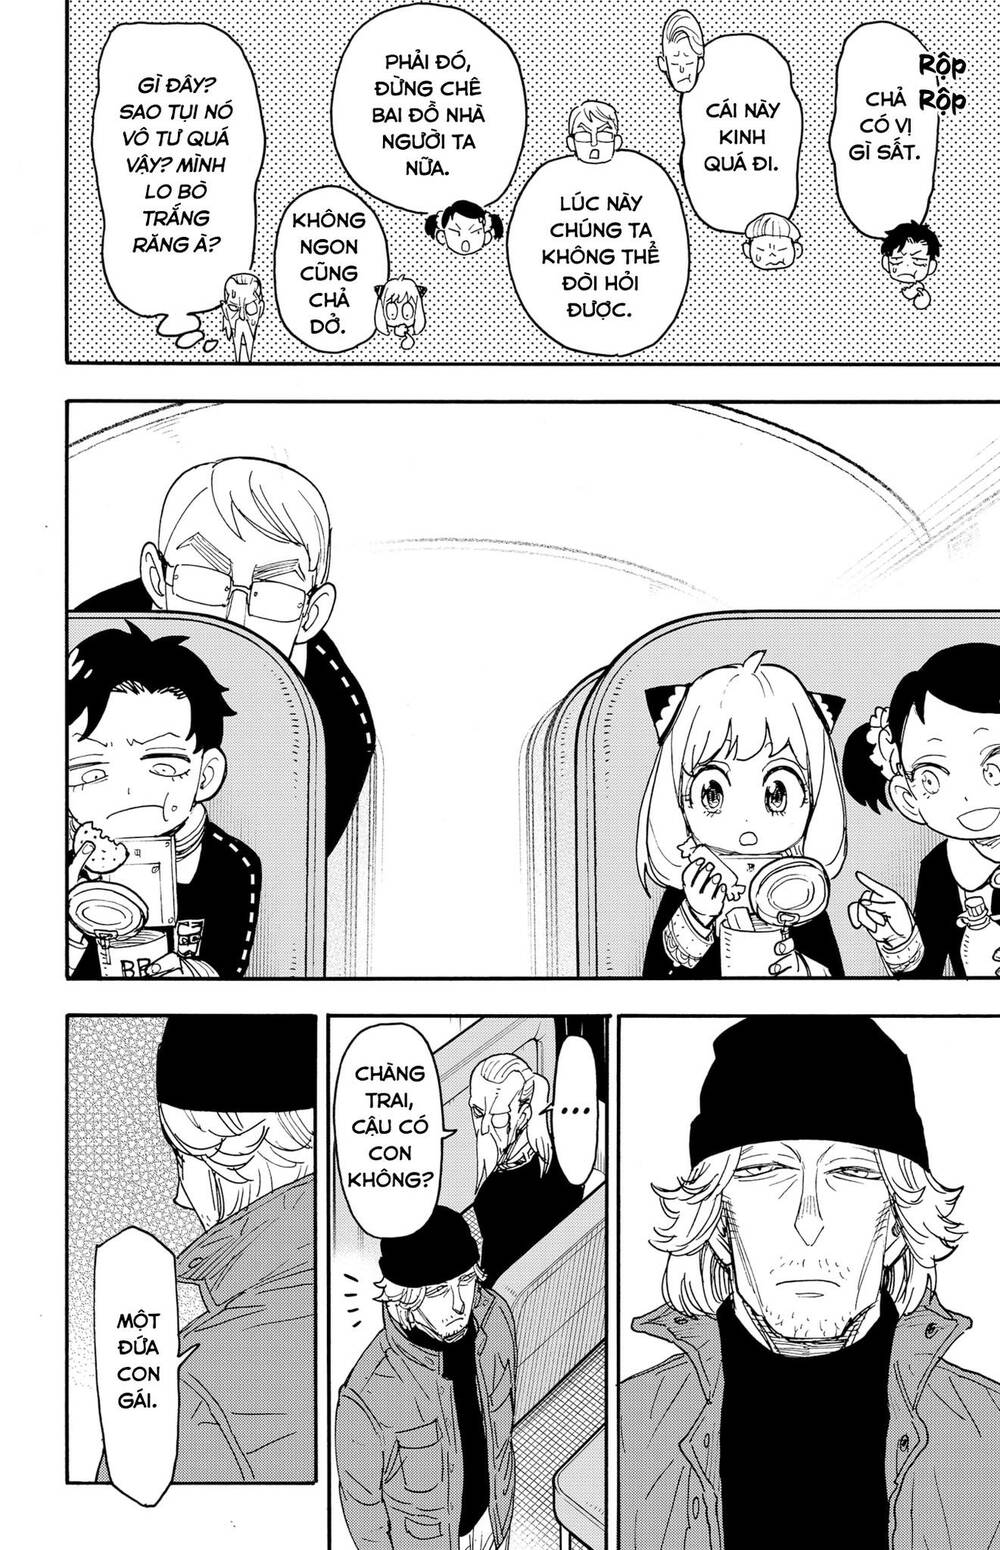 Rộp
Rộp
CHẢ
CÓ VỊ
GÌ SẤT.
CÁI NÀY
KINH
QUÁ ĐI.
LÚC NÀY
CHÚNG TA
KHÔNG THỂ
ĐÒI HỎI
ĐƯỢC.
PHẢI ĐÓ,
ĐỪNG CHÊ
BAI ĐỒ NHÀ
NGƯỜI TA
NỮA.
KHÔNG
NGON
CŨNG
CHẢ
DỞ.
GÌ ĐÂY?
SAO TỤI NÓ
VÔ TƯ QUÁ
VẬY? MÌNH
LO BÒ
TRẮNG
RĂNG À?
BR
...
CHÀNG
TRAI,
CẬU CÓ
CON
KHÔNG?
MỘT
ĐỨA
CON
GÁI.